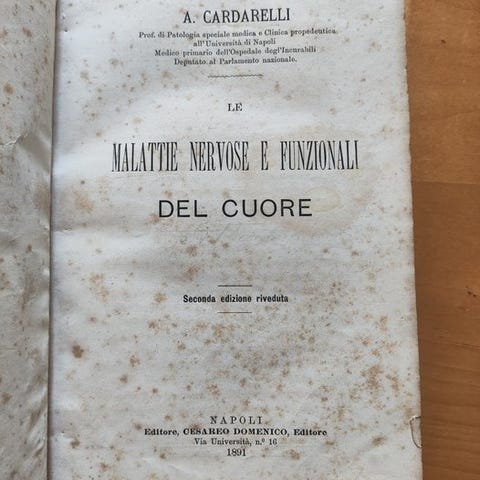 A. CARDARELLI
Prof. di Patologia speciale medica e Clinica propedeutica
all'Università di Napoli
Medico primario dell'Ospedale degl'Incurabili
Deputato al Parlamento nazionale.
LE
MALATTIE NERVOSE E FUNZIONALI
DEL CUORE
Seconda edizione riveduta
NAPOLI
Editore, CESAREO DOMENICO, Editore
Via Università, n.º 16
1891